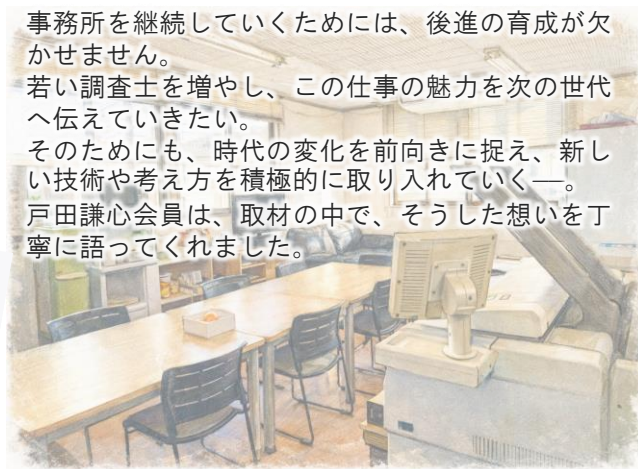 事務所を継続していくためには、後進の育成が欠
かせません。
若い調査士を増やし、この仕事の魅力を次の世代
へ伝えていきたい。
そのためにも、時代の変化を前向きに捉え、新し
い技術や考え方を積極的に取り入れていく―。
戸田謙心会員は、取材の中で、そうした想いを丁
寧に語ってくれました。